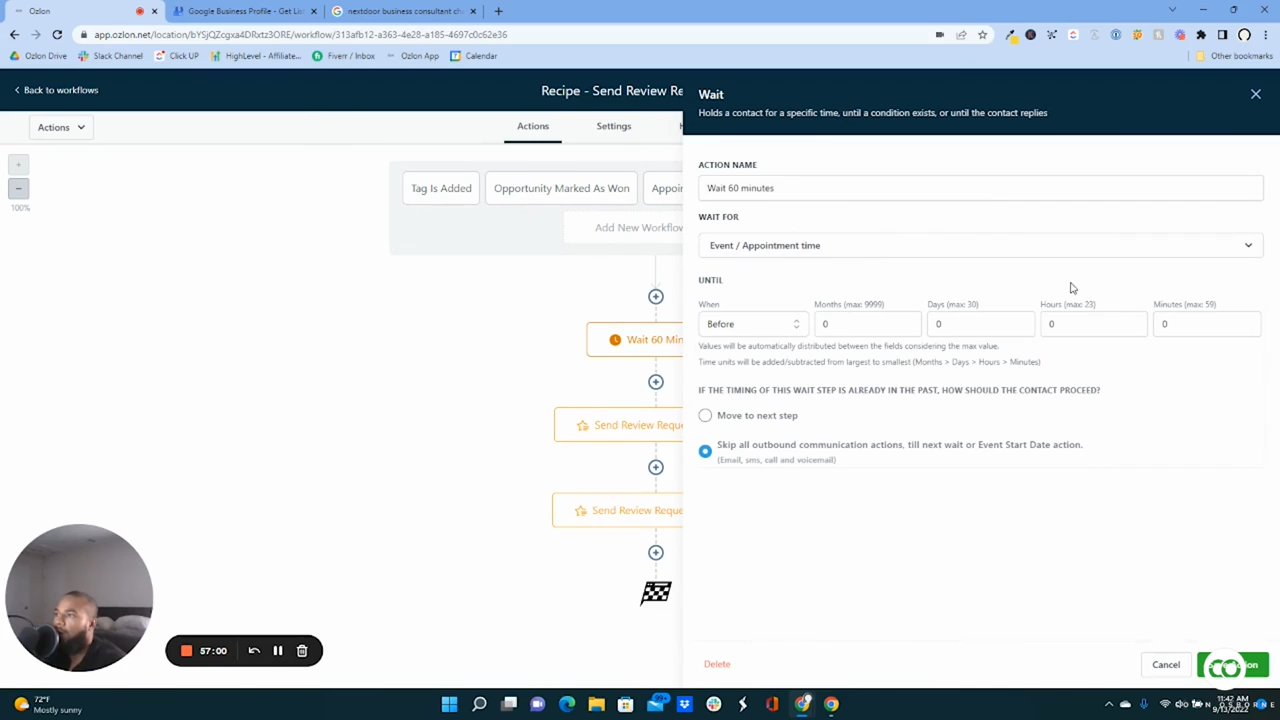 Ozlon
Google Business Profile - Get Lis
nextdoor business consultant ch
app.ozlon.net/location/bYSjQZcgxa4DRxtz3ORE/workflow/313afb12-a363-4e28-a185-4697c0c62e36
Ozlon Drive
Slack Channel
Click UP
HighLevel - Affiliate...
Fiverr / Inbox
Ozlon App
Calendar
Other bookmarks
Back to workflows
Recipe - Send Review Re
Actions
Actions
Settings
100%
Tag Is Added
Opportunity Marked As Won
Appoi
Add New Workflow
Wait 60 Min
Send Review Reque
Send Review Reque
Wait
Holds a contact for a specific time, until a condition exists, or until the contact replies
ACTION NAME
Wait 60 minutes
WAIT FOR
Event / Appointment time
UNTIL
When
Months (max: 9999)
Days (max: 30)
Hours (max: 23)
Minutes (max: 59)
Before
0
0
0
0
Values will be automatically distributed between the fields considering the max value.
Time units will be added/subtracted from largest to smallest (Months > Days > Hours > Minutes)
IF THE TIMING OF THIS WAIT STEP IS ALREADY IN THE PAST, HOW SHOULD THE CONTACT PROCEED?
Move to next step
Skip all outbound communication actions, till next wait or Event Start Date action.
(Email, sms, call and voicemail)
57:00
Delete
Cancel
72°F
Mostly sunny
99+
11:42 AM
9/13/2022
OSBORNE